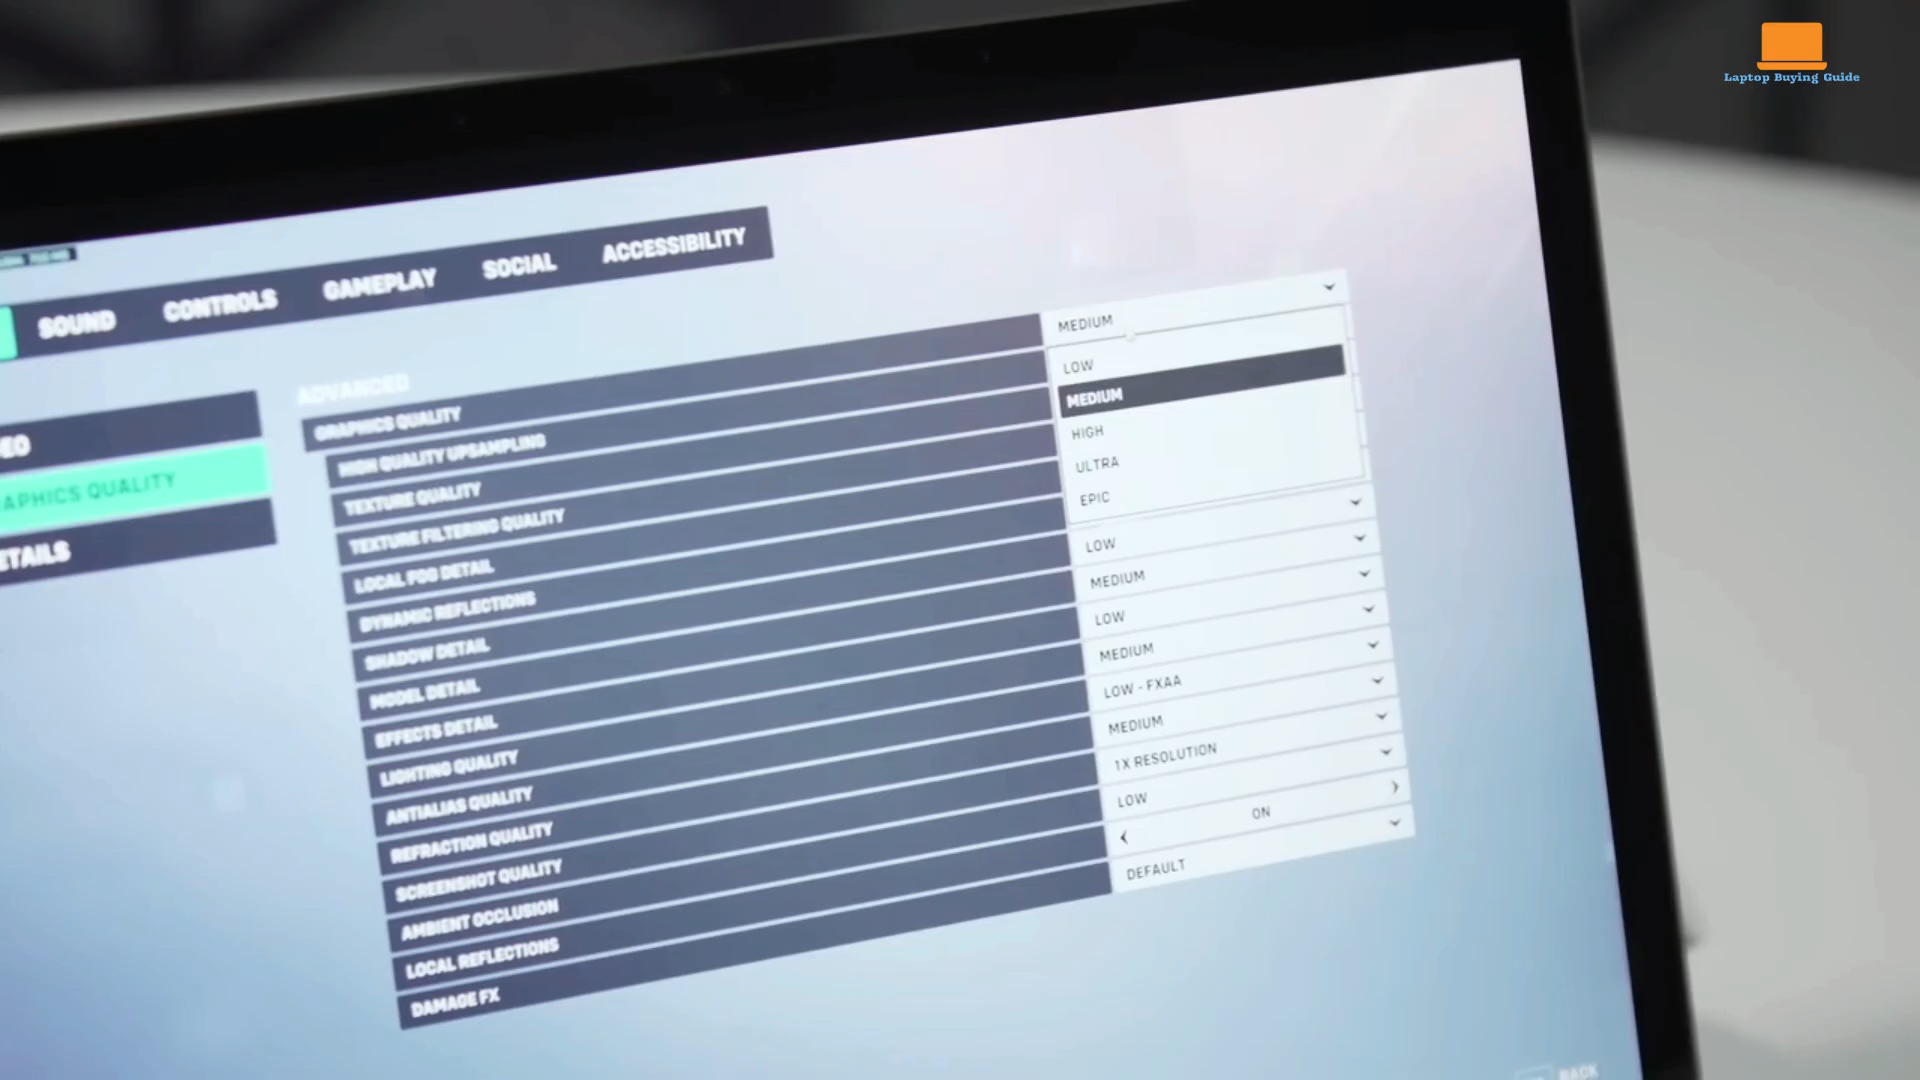 Laptop Buying Guide
SOUND CONTROLS GAMEPLAY SOCIAL ACCESSIBILITY
EO
APHICS QUALITY
ETAILS
ADVANCED
GRAPHICS QUALITY MEDIUM
LOW
MEDIUM
HIGH
ULTRA
EPIC
HIGH QUALITY UPSAMPLING
TEXTURE QUALITY
TEXTURE FILTERING QUALITY
LOCAL FOG DETAIL
DYNAMIC REFLECTIONS
SHADOW DETAIL LOW
MODEL DETAIL MEDIUM
EFFECTS DETAIL LOW
LIGHTING QUALITY MEDIUM
ANTIALIAS QUALITY LOW - FXAA
REFRACTION QUALITY MEDIUM
SCREENSHOT QUALITY 1X RESOLUTION
AMBIENT OCCLUSION LOW
LOCAL REFLECTIONS ON
DAMAGE FX DEFAULT
BACK